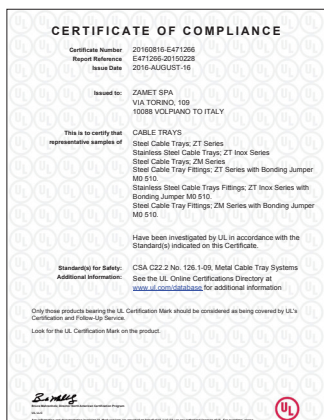 CERTIFICATE OF COMPLIANCE
Certificate Number 20160816-E471266
Report Reference E471266-20150228
Issue Date 2016-AUGUST-16
Issued to: ZAMET SPA
VIA TORINO, 109
10088 VOLPIANO TO ITALY
This is to certify that CABLE TRAYS
representative samples of Steel Cable Trays; ZT Series
Stainless Steel Cable Trays; ZT Inox Series
Steel Cable Trays; ZM Series
Steel Cable Tray Fittings; ZT Series with Bonding Jumper
M0 510.
Stainless Steel Cable Trays Fittings; ZT Inox Series with
Bonding Jumper M0 510.
Steel Cable Tray Fittings; ZM Series with Bonding Jumper
M0 510.
Have been investigated by UL in accordance with the
Standard(s) indicated on this Certificate.
Standard(s) for Safety: CSA C22.2 No. 126.1-09, Metal Cable Tray Systems
Additional Information: See the UL Online Certifications Directory at
www.ul.com/database for additional information
Only those products bearing the UL Certification Mark should be considered as being covered by UL's
Certification and Follow-Up Service.
Look for the UL Certification Mark on the product.
UL